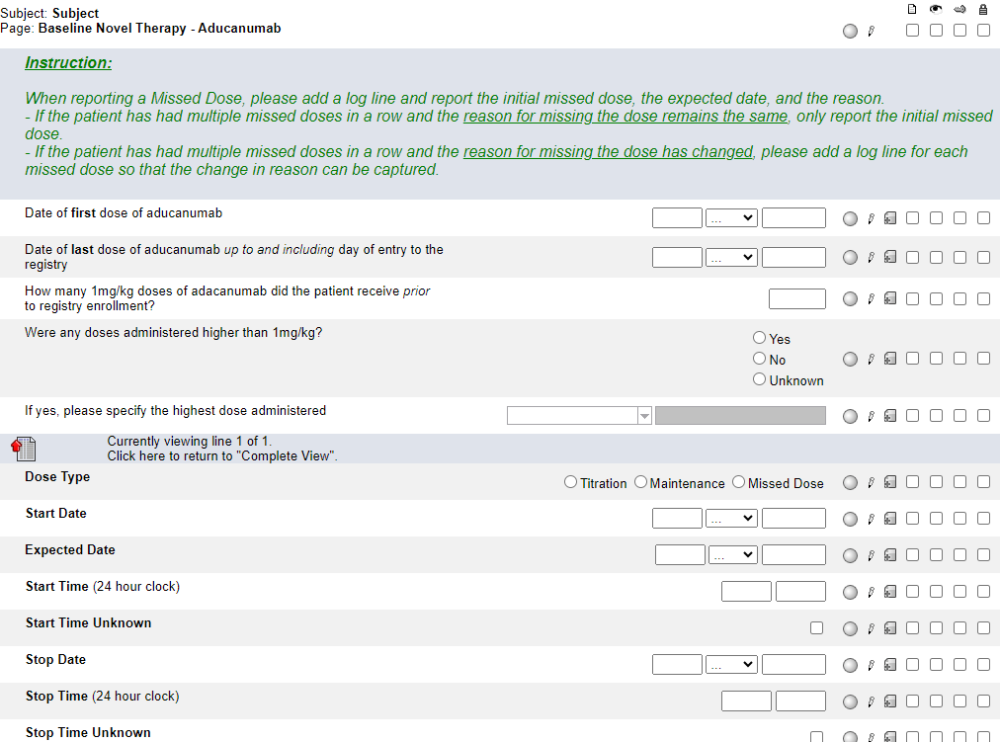 Subject: Subject
Page: Baseline Novel Therapy - Aducanumab
Instruction:
When reporting a Missed Dose, please add a log line and report the initial missed dose, the expected date, and the reason.
- If the patient has had multiple missed doses in a row and the reason for missing the dose remains the same, only report the initial missed
dose.
- If the patient has had multiple missed doses in a row and the reason for missing the dose has changed, please add a log line for each
missed dose so that the change in reason can be captured.
Date of first dose of aducanumab
...
Date of last dose of aducanumab up to and including day of entry to the
registry
...
How many 1mg/kg doses of adacanumab did the patient receive prior
to registry enrollment?
Were any doses administered higher than 1mg/kg?
Yes
No
Unknown
If yes, please specify the highest dose administered
Currently viewing line 1 of 1.
Click here to return to "Complete View".
Dose Type
Titration Maintenance Missed Dose
Start Date
...
Expected Date
...
Start Time (24 hour clock)
Start Time Unknown
Stop Date
...
Stop Time (24 hour clock)
Stop Time Unknown